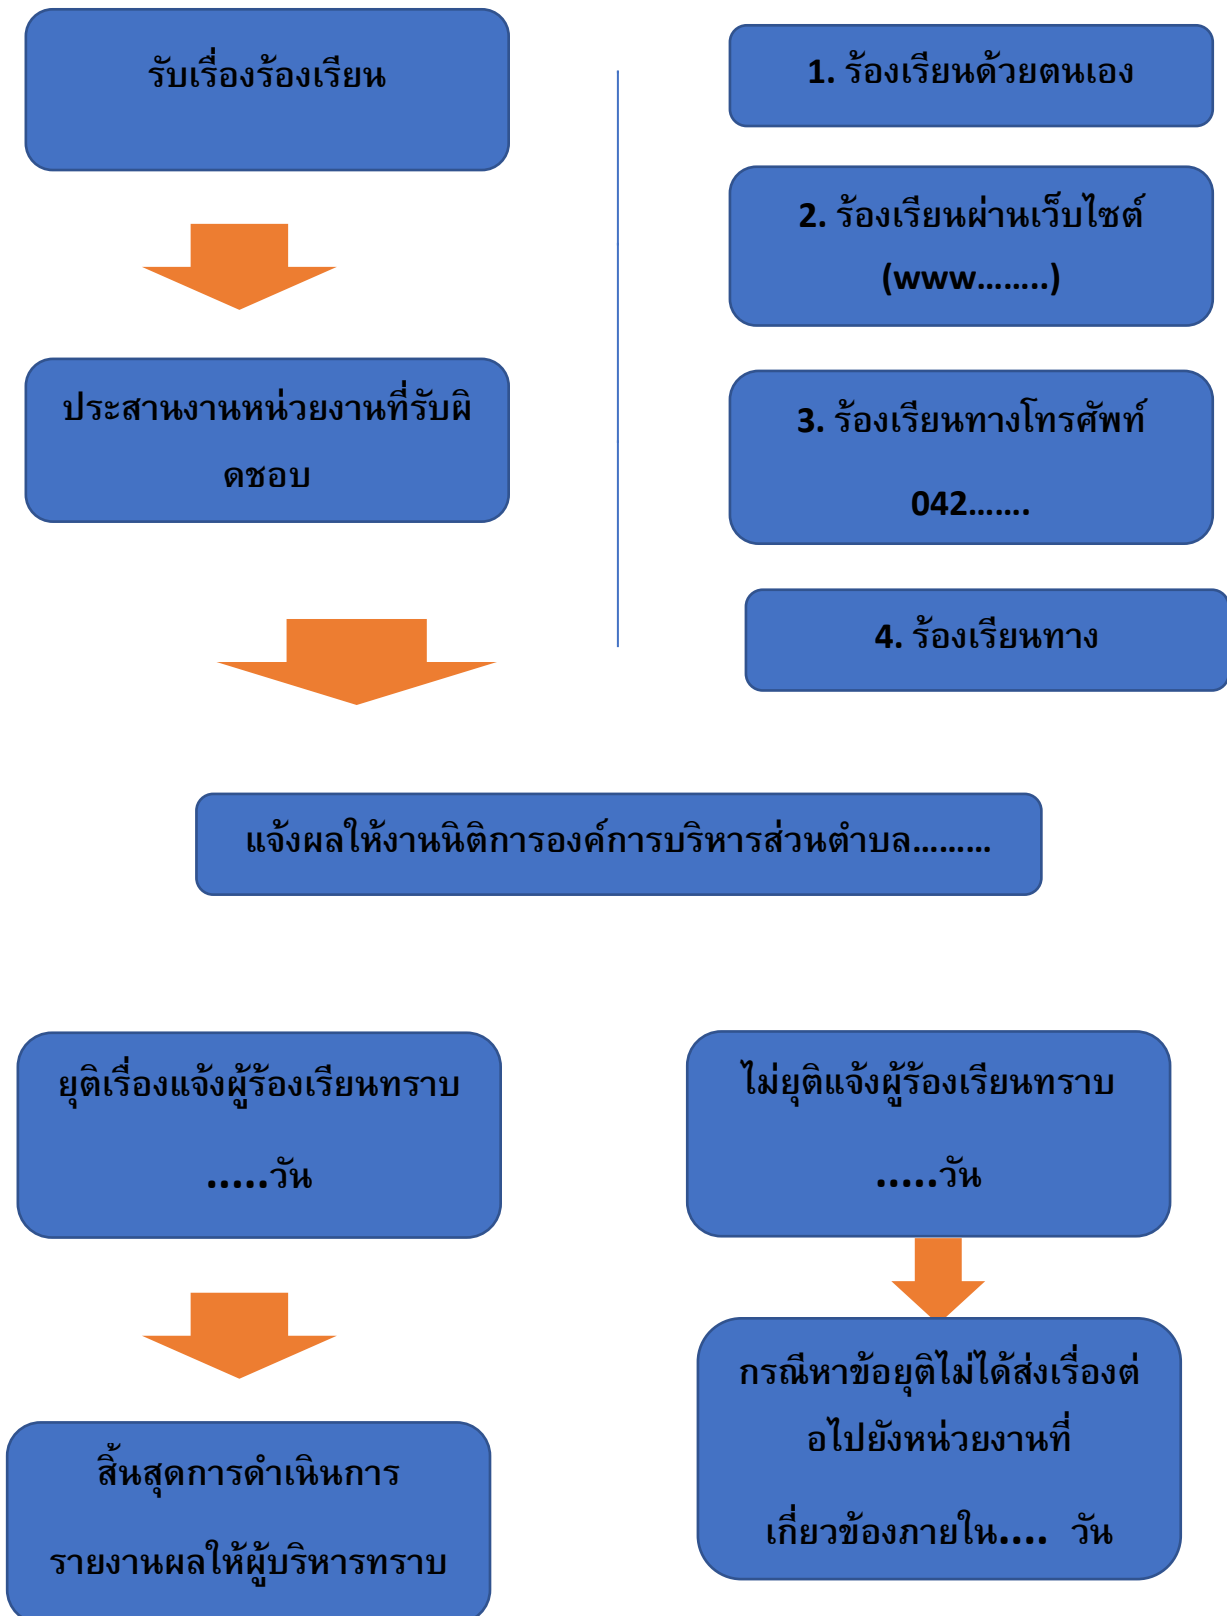 รับเรื่องร้องเรียน
1. ร้องเรียนด้วยตนเอง
2. ร้องเรียนผ่านเว็บไซต์
(www........)
ประสานงานหน่วยงานที่รับผิ
ดชอบ
3. ร้องเรียนทางโทรศัพท์
042.......
4. ร้องเรียนทาง
แจ้งผลให้งานนิติการองค์การบริหารส่วนตำบล.........
ยุติเรื่องแจ้งผู้ร้องเรียนทราบ
.....วัน
ไม่ยุติแจ้งผู้ร้องเรียนทราบ
.....วัน
สิ้นสุดการดำเนินการ
รายงานผลให้ผู้บริหารทราบ
กรณีหาข้อยุติไม่ได้ส่งเรื่องต่
อไปยังหน่วยงานที่
เกี่ยวข้องภายใน.... วัน